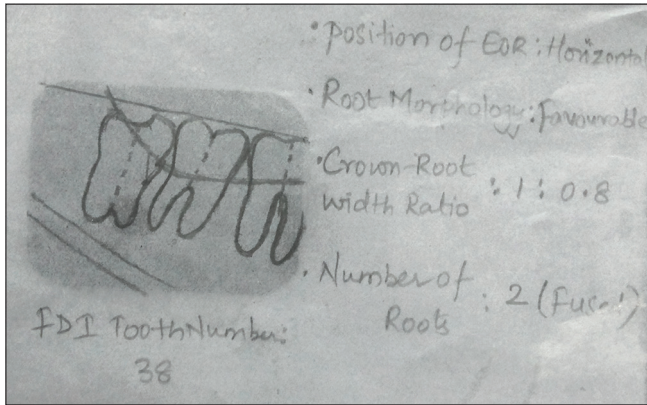 • Position of EOR : Horizontal
• Root Morphology : Favourable
• Crown-Root
width Ratio : 1 : 0.8
• Number of
Roots : 2 (Fused)
FDI Tooth Number:
38